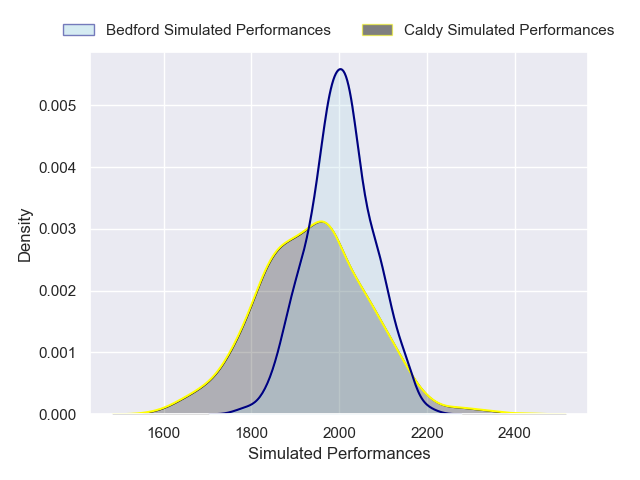 Bedford Simulated Performances Caldy Simulated Performances
0.005
0.004
0.003
0.002
0.001
0.000
Density
1600 1800 2000 2200 2400
Simulated Performances